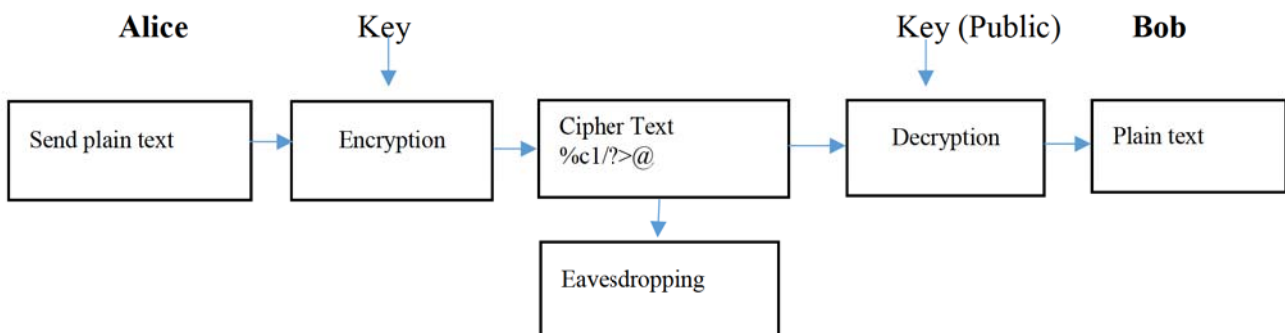 Alice Key Key (Public) Bob
Send plain text Encryption Cipher Text Decryption Plain text
%c1/?>@
Eavesdropping